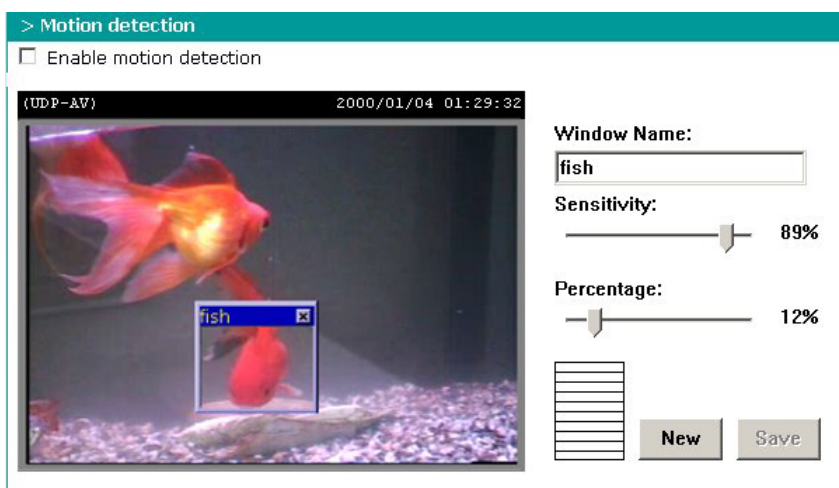 > Motion detection
Enable motion detection
(UDP-AV) 2000/01/04 01:29:32
Window Name:
fish
Sensitivity:
89%
Percentage:
12%
fish
New Save